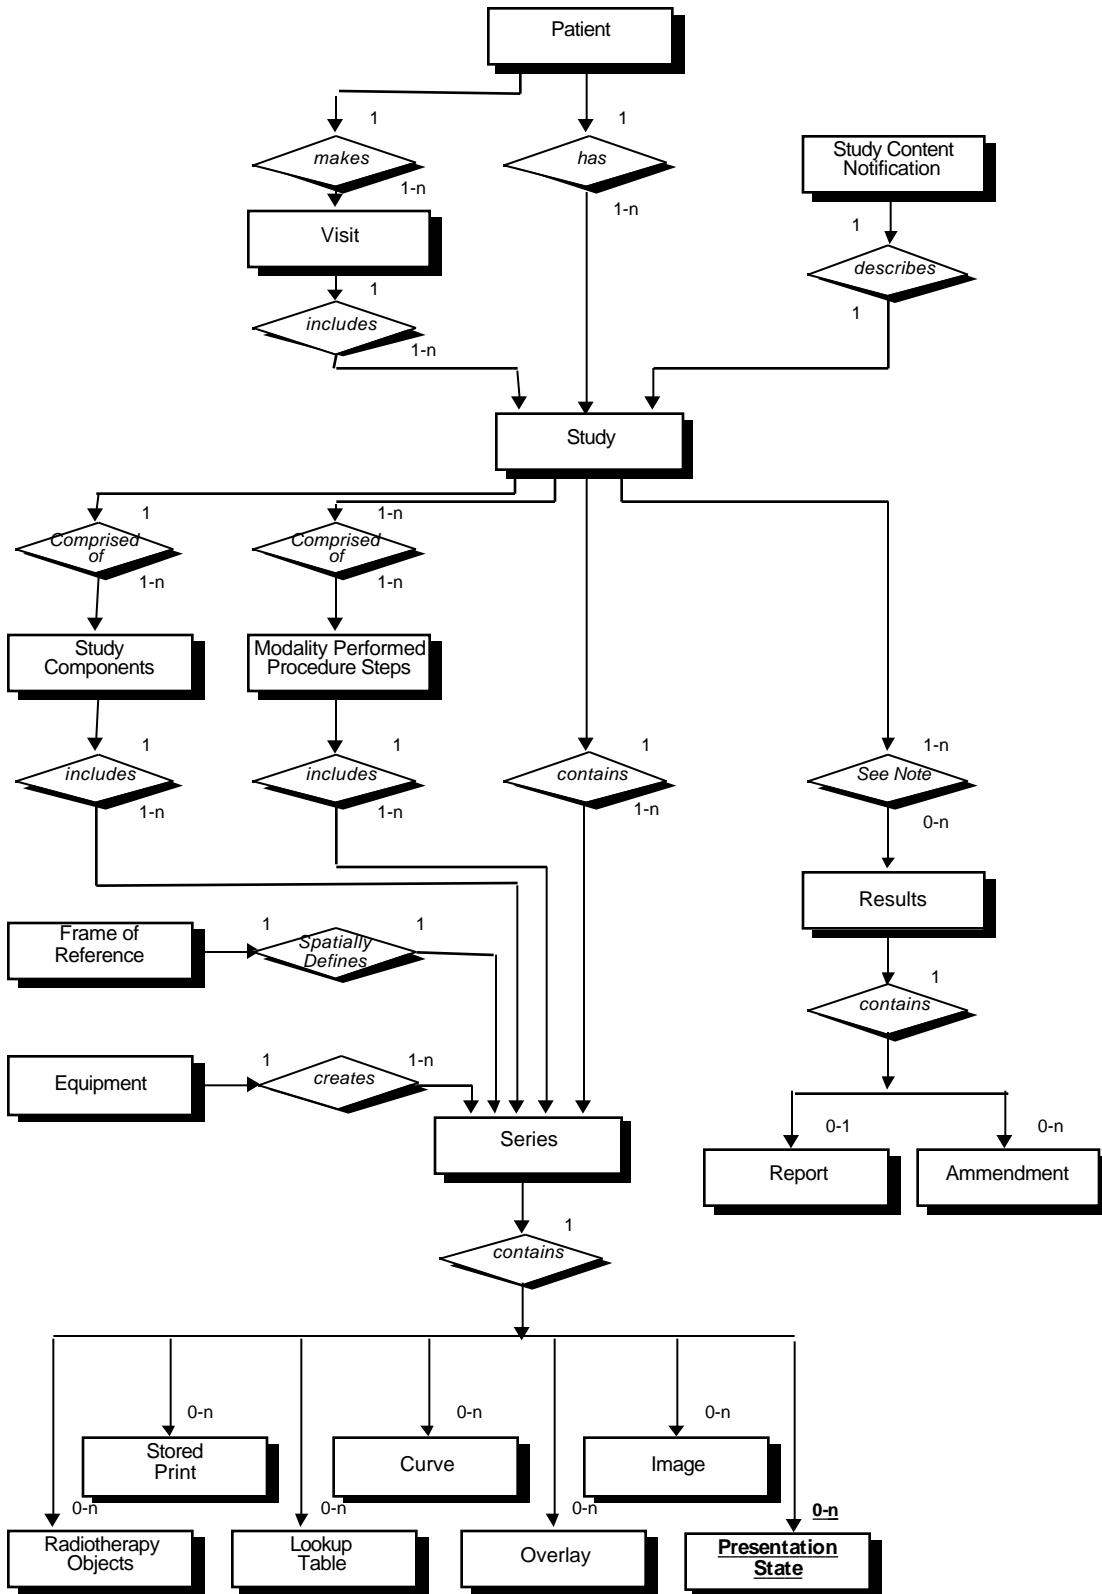 Patient
1
1
makes
has
Study Content
Notification
1-n
1-n
Visit
1
describes
1
1
includes
1-n
Study
1
1-n
Comprised
of
Comprised
of
1-n
1-n
Study
Components
Modality Performed
Procedure Steps
1
1
1
1-n
includes
includes
contains
See Note
1-n
1-n
1-n
0-n
Results
Frame of
Reference
1
Spatially
Defines
1
1
contains
Equipment
1
creates
1-n
Series
0-1
0-n
Report
Ammendment
1
contains
0-n
0-n
0-n
Stored
Print
Curve
Image
0-n
0-n
0-n
0-n
Radiotherapy
Objects
Lookup
Table
Overlay
Presentation
State